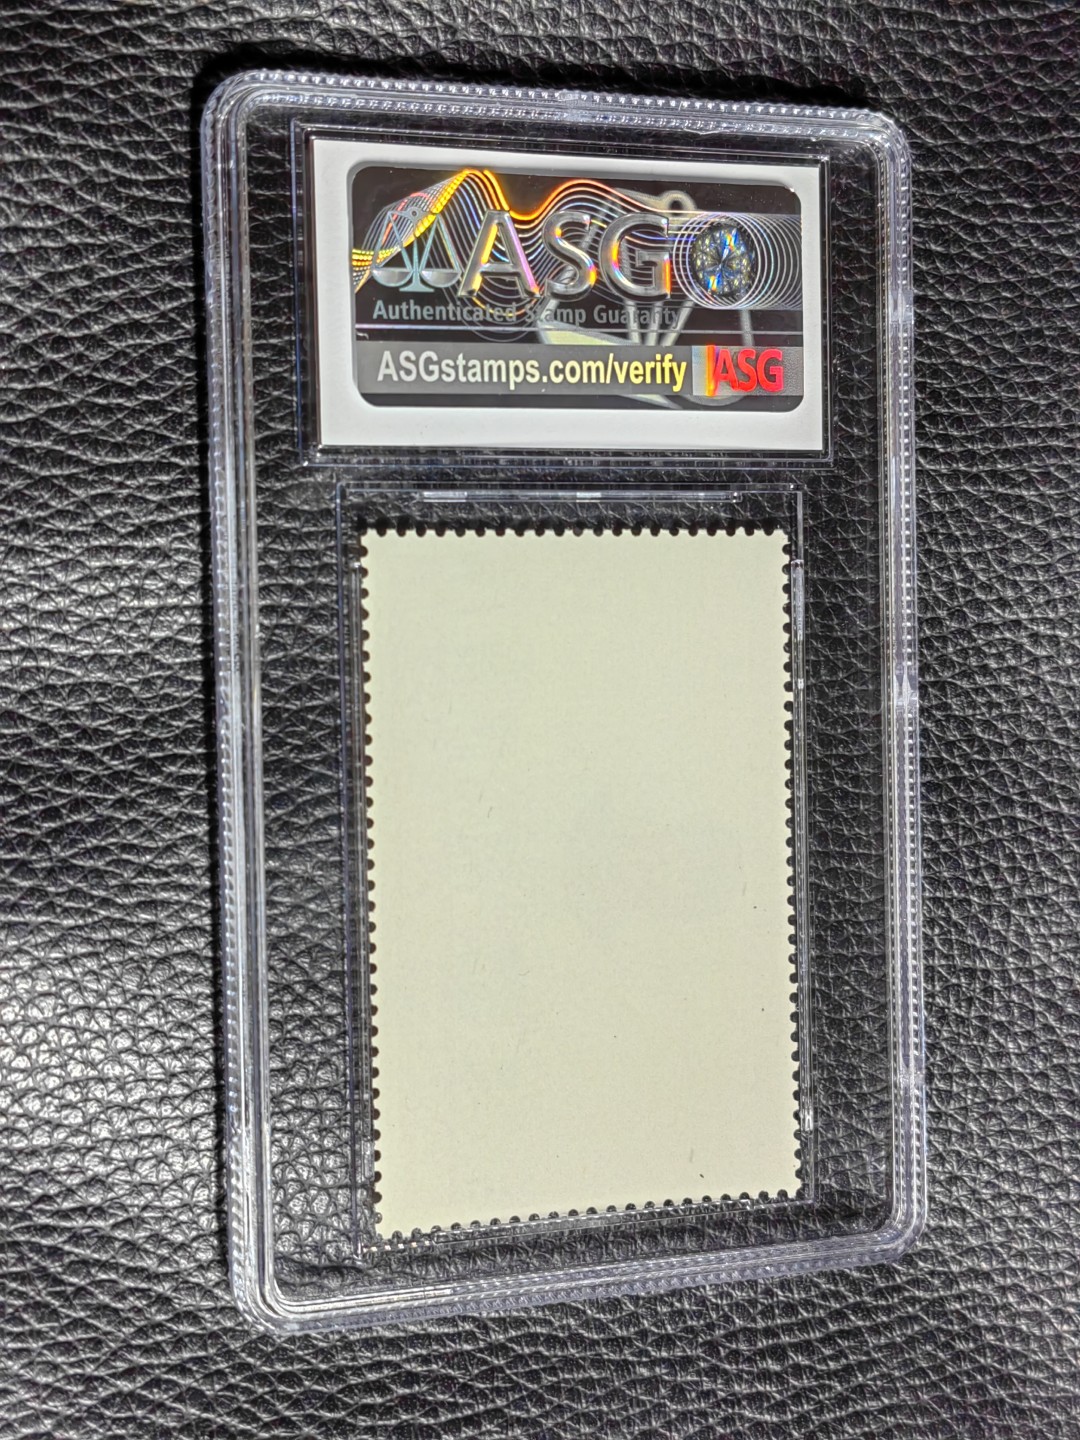 ASG
Authenticated Stamp Guaranty
ASGstamps.com/verify ASG